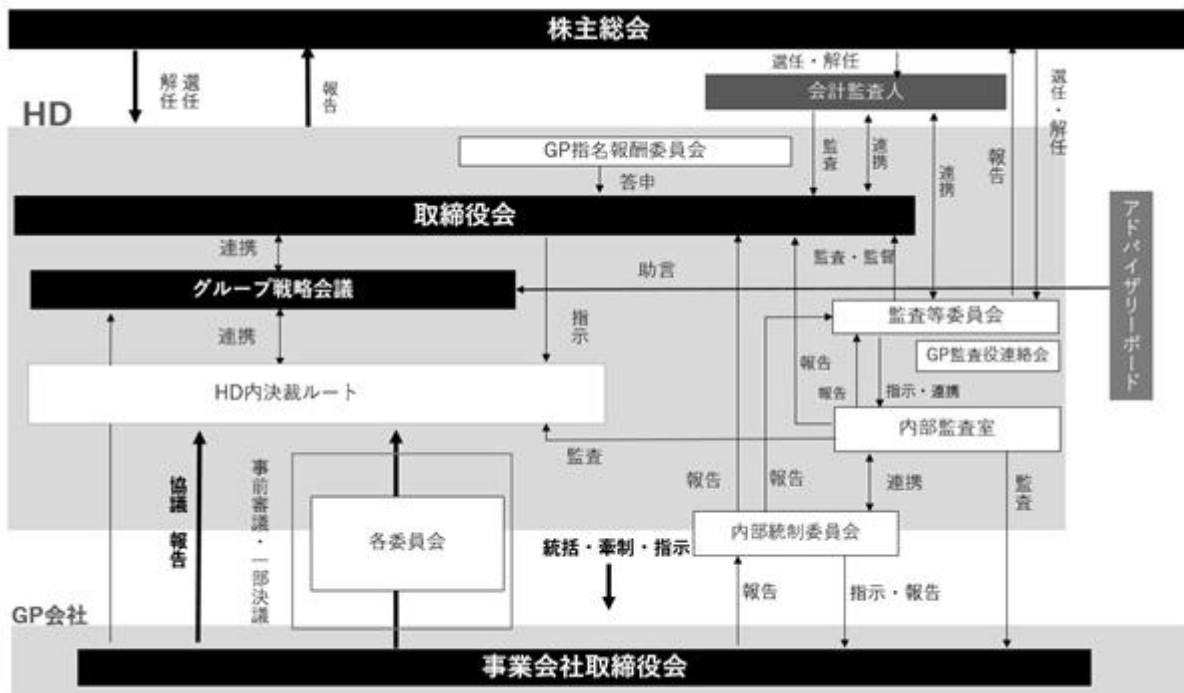 株主総会
選任
解任
報告
選任・解任
会計監査人
選任・解任
報告
HD
GP指名報酬委員会
答申
監査
連携
連携
取締役会
アドバイザリーボード
連携
助言
監査・監督
グループ戦略会議
連携
指示
監査等委員会
GP監査役連絡会
報告
報告
指示・連携
HD内決裁ルート
内部監査室
監査
協議 報告
事前審議・一部決議
各委員会
報告
報告
連携
監査
内部統制委員会
統括・牽制・指示
報告
指示・報告
GP会社
事業会社取締役会